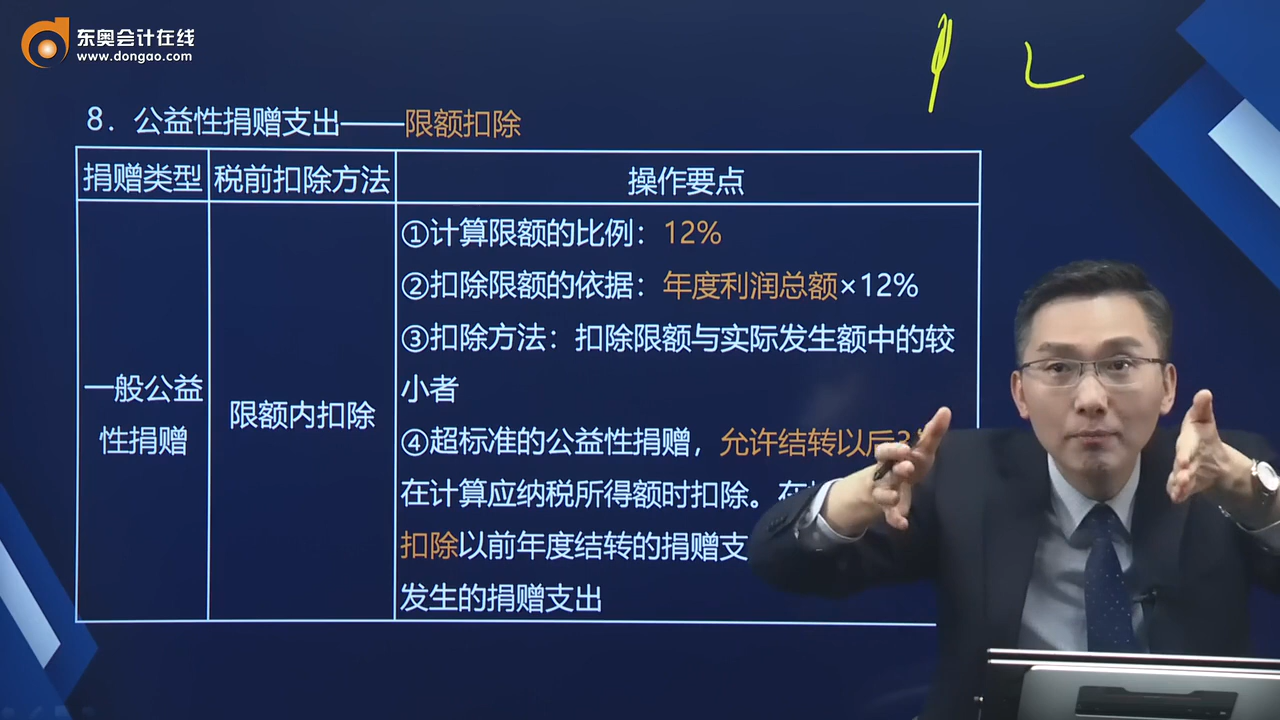 东奥会计在线
www.dongao.com
8．公益性捐赠支出——限额扣除
捐赠类型 税前扣除方法 操作要点
一般公益性捐赠
限额内扣除
①计算限额的比例：12%
②扣除限额的依据：年度利润总额×12%
③扣除方法：扣除限额与实际发生额中的较
小者
④超标准的公益性捐赠，允许结转以后3
在计算应纳税所得额时扣除。在
扣除以前年度结转的捐赠支
发生的捐赠支出